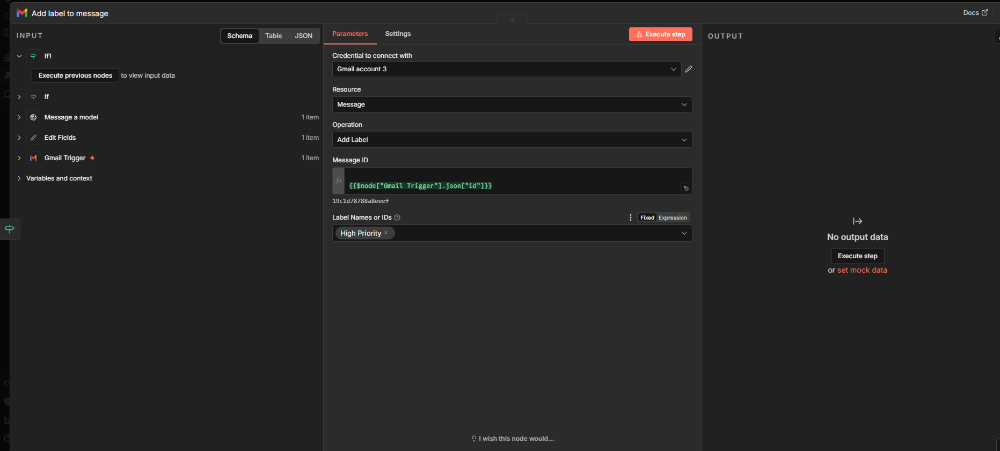 Add label to message
Docs
INPUT
Schema
Table
JSON
If1
Execute previous nodes to view input data
If
Message a model
1 item
Edit Fields
1 item
Gmail Trigger
1 item
Variables and context
Parameters
Settings
Execute step
Credential to connect with
Gmail account 3
Resource
Message
Operation
Add Label
Message ID
fx
{{$node["Gmail Trigger"].json["id"]}}
19c1d78788a8eeef
Label Names or IDs
Fixed
Expression
High Priority ×
I wish this node would...
OUTPUT
No output data
Execute step
or set mock data